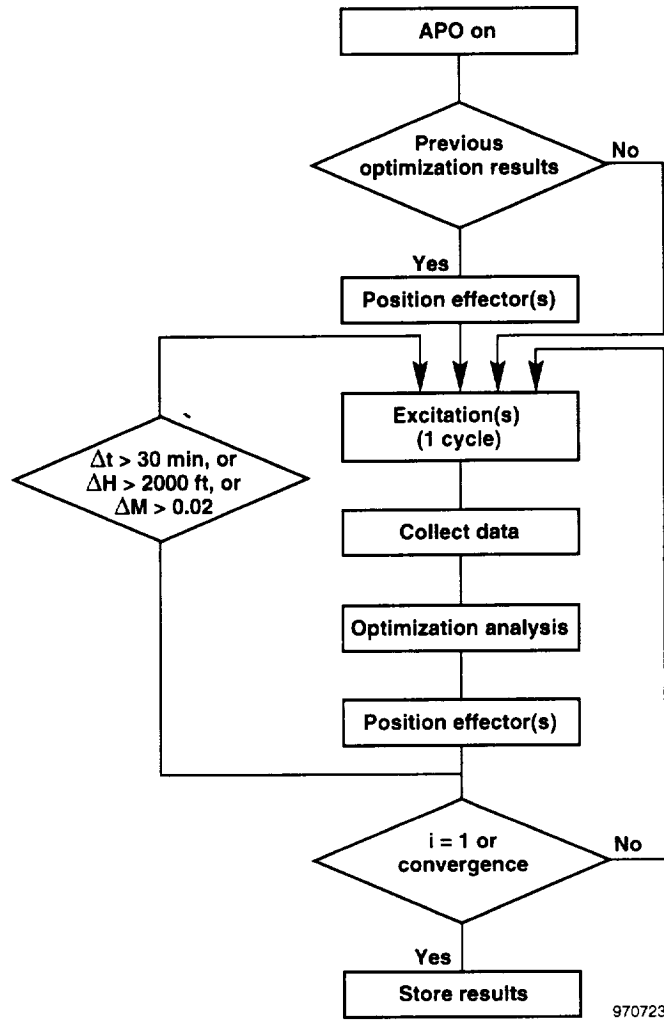 APO on
Previous
optimization results
No
Yes
Position effector(s)
Excitation(s)
(1 cycle)
Δt > 30 min, or
ΔH > 2000 ft, or
ΔM > 0.02
Collect data
Optimization analysis
Position effector(s)
i = 1 or
convergence
No
Yes
Store results
970723